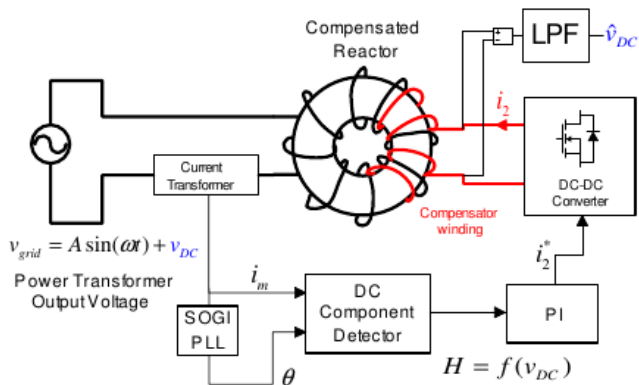 Compensated
Reactor
+
-
LPF
v̂_DC
i_2
DC-DC
Converter
Current
Transformer
Compensator
winding
v_grid = A sin(ωt) + v_DC
Power Transformer
Output Voltage
i_m
i_2^*
SOGI
PLL
DC
Component
Detector
PI
θ
H = f(v_DC)